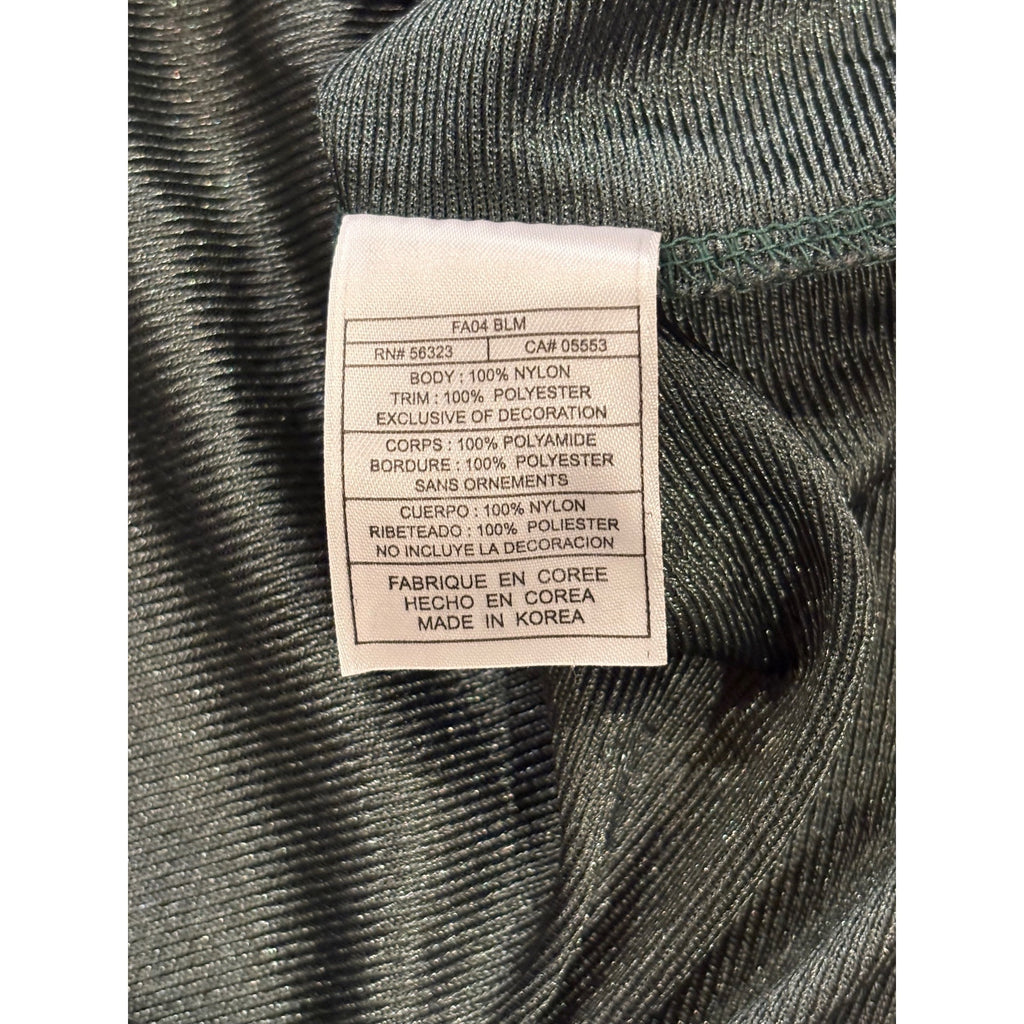 FA04 BLM
RN# 56323 CA# 05553
BODY : 100% NYLON
TRIM : 100% POLYESTER
EXCLUSIVE OF DECORATION
CORPS : 100% POLYAMIDE
BORDURE : 100% POLYESTER
SANS ORNEMENTS
CUERPO : 100% NYLON
RIBETEADO : 100% POLIESTER
NO INCLUYE LA DECORACION
FABRIQUE EN COREE
HECHO EN COREA
MADE IN KOREA